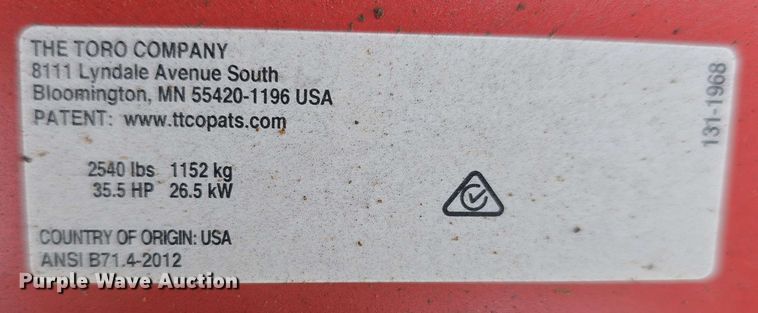 THE TORO COMPANY
8111 Lyndale Avenue South
Bloomington, MN 55420-1196 USA
PATENT: www.ttcopats.com
2540 lbs 1152 kg
35.5 HP 26.5 kW
COUNTRY OF ORIGIN: USA
ANSI B71.4-2012
131-1968
Purple Wave Auction